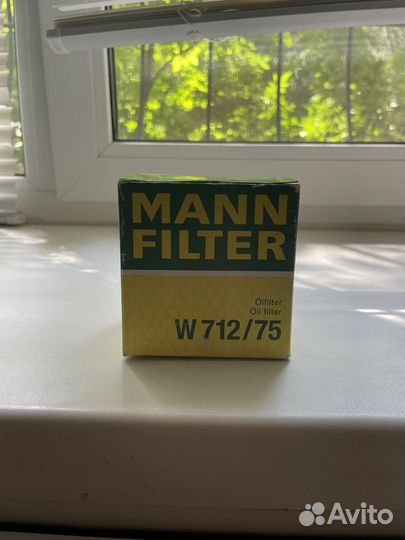 MANN
FILTER
Ölfilter
Oil filter
W 712/75
Avito